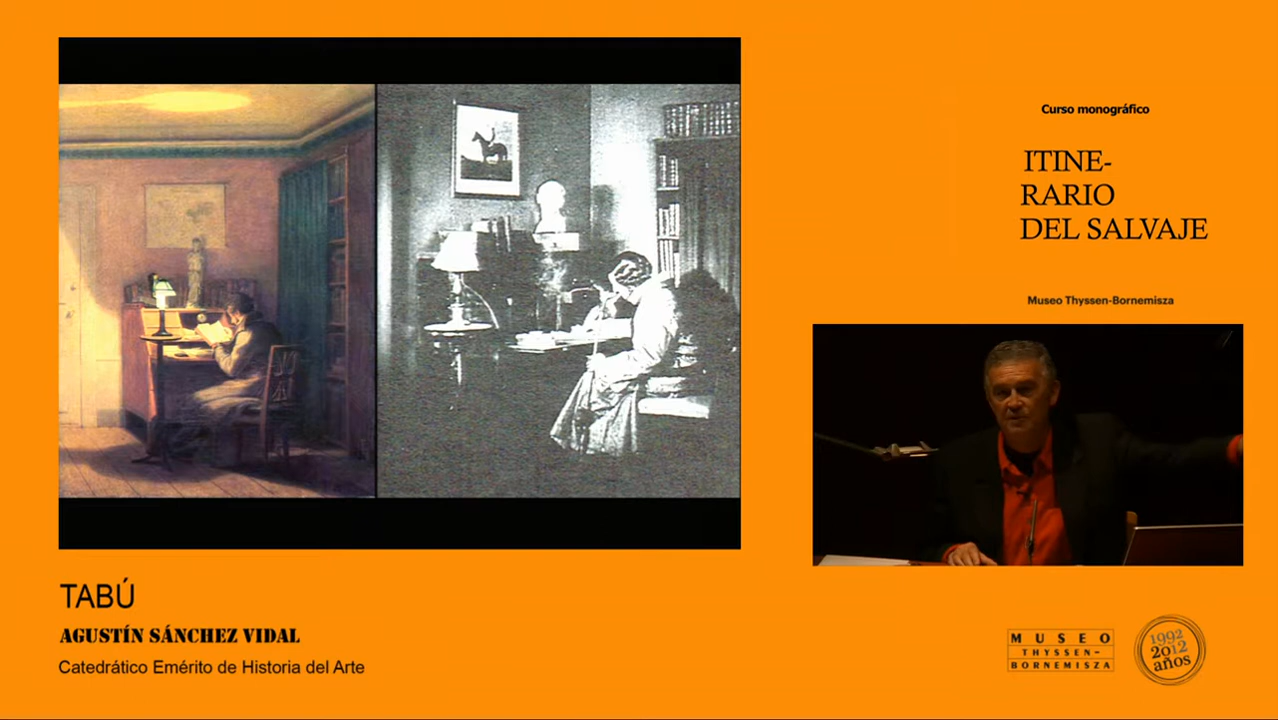 Curso monográfico
ITINE-
RARIO
DEL SALVAJE
Museo Thyssen-Bornemisza
TABÚ
AGUSTÍN SÁNCHEZ VIDAL
Catedrático Emérito de Historia del Arte
MUSEO
THYSSEN-
BORNEMISZA
1992
2012
años